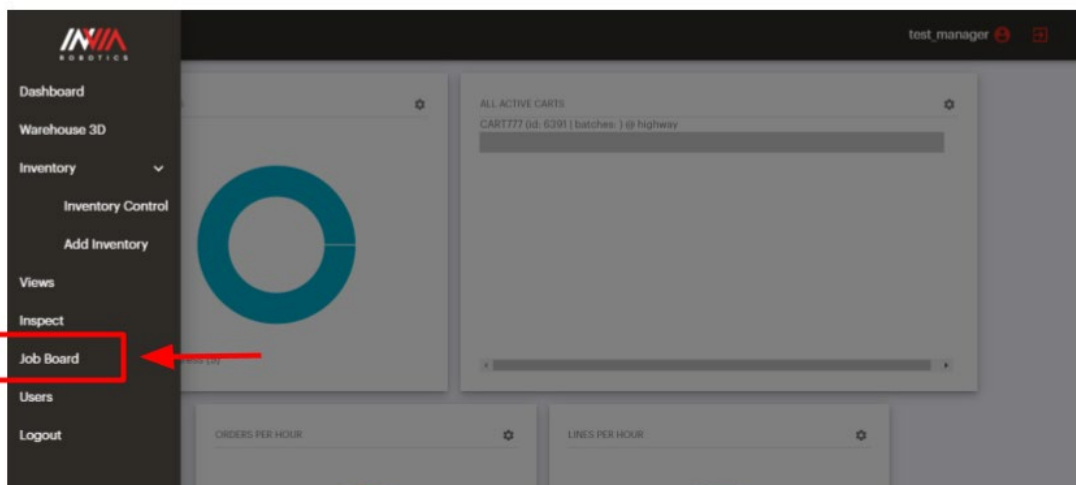 INVIA
ROBOTICS
test_manager
Dashboard
Warehouse 3D
Inventory
Inventory Control
Add Inventory
Views
Inspect
Job Board
Users
Logout
ALL ACTIVE CARTS
CART777 (id: 6391 | batches: ) @ highway
ORDERS PER HOUR
LINES PER HOUR